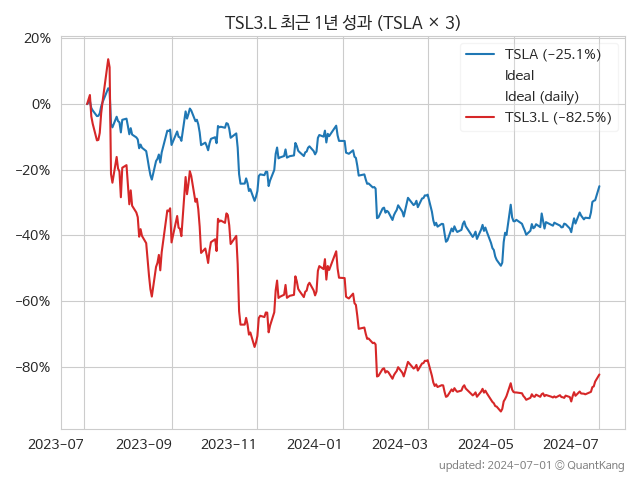 TSL3.L 최근 1년 성과 (TSLA × 3)
20%
0%
−20%
−40%
−60%
−80%
TSLA (−25.1%)
Ideal
Ideal (daily)
TSL3.L (−82.5%)
2023-07
2023-09
2023-11
2024-01
2024-03
2024-05
2024-07
updated: 2024-07-01 © QuantKang